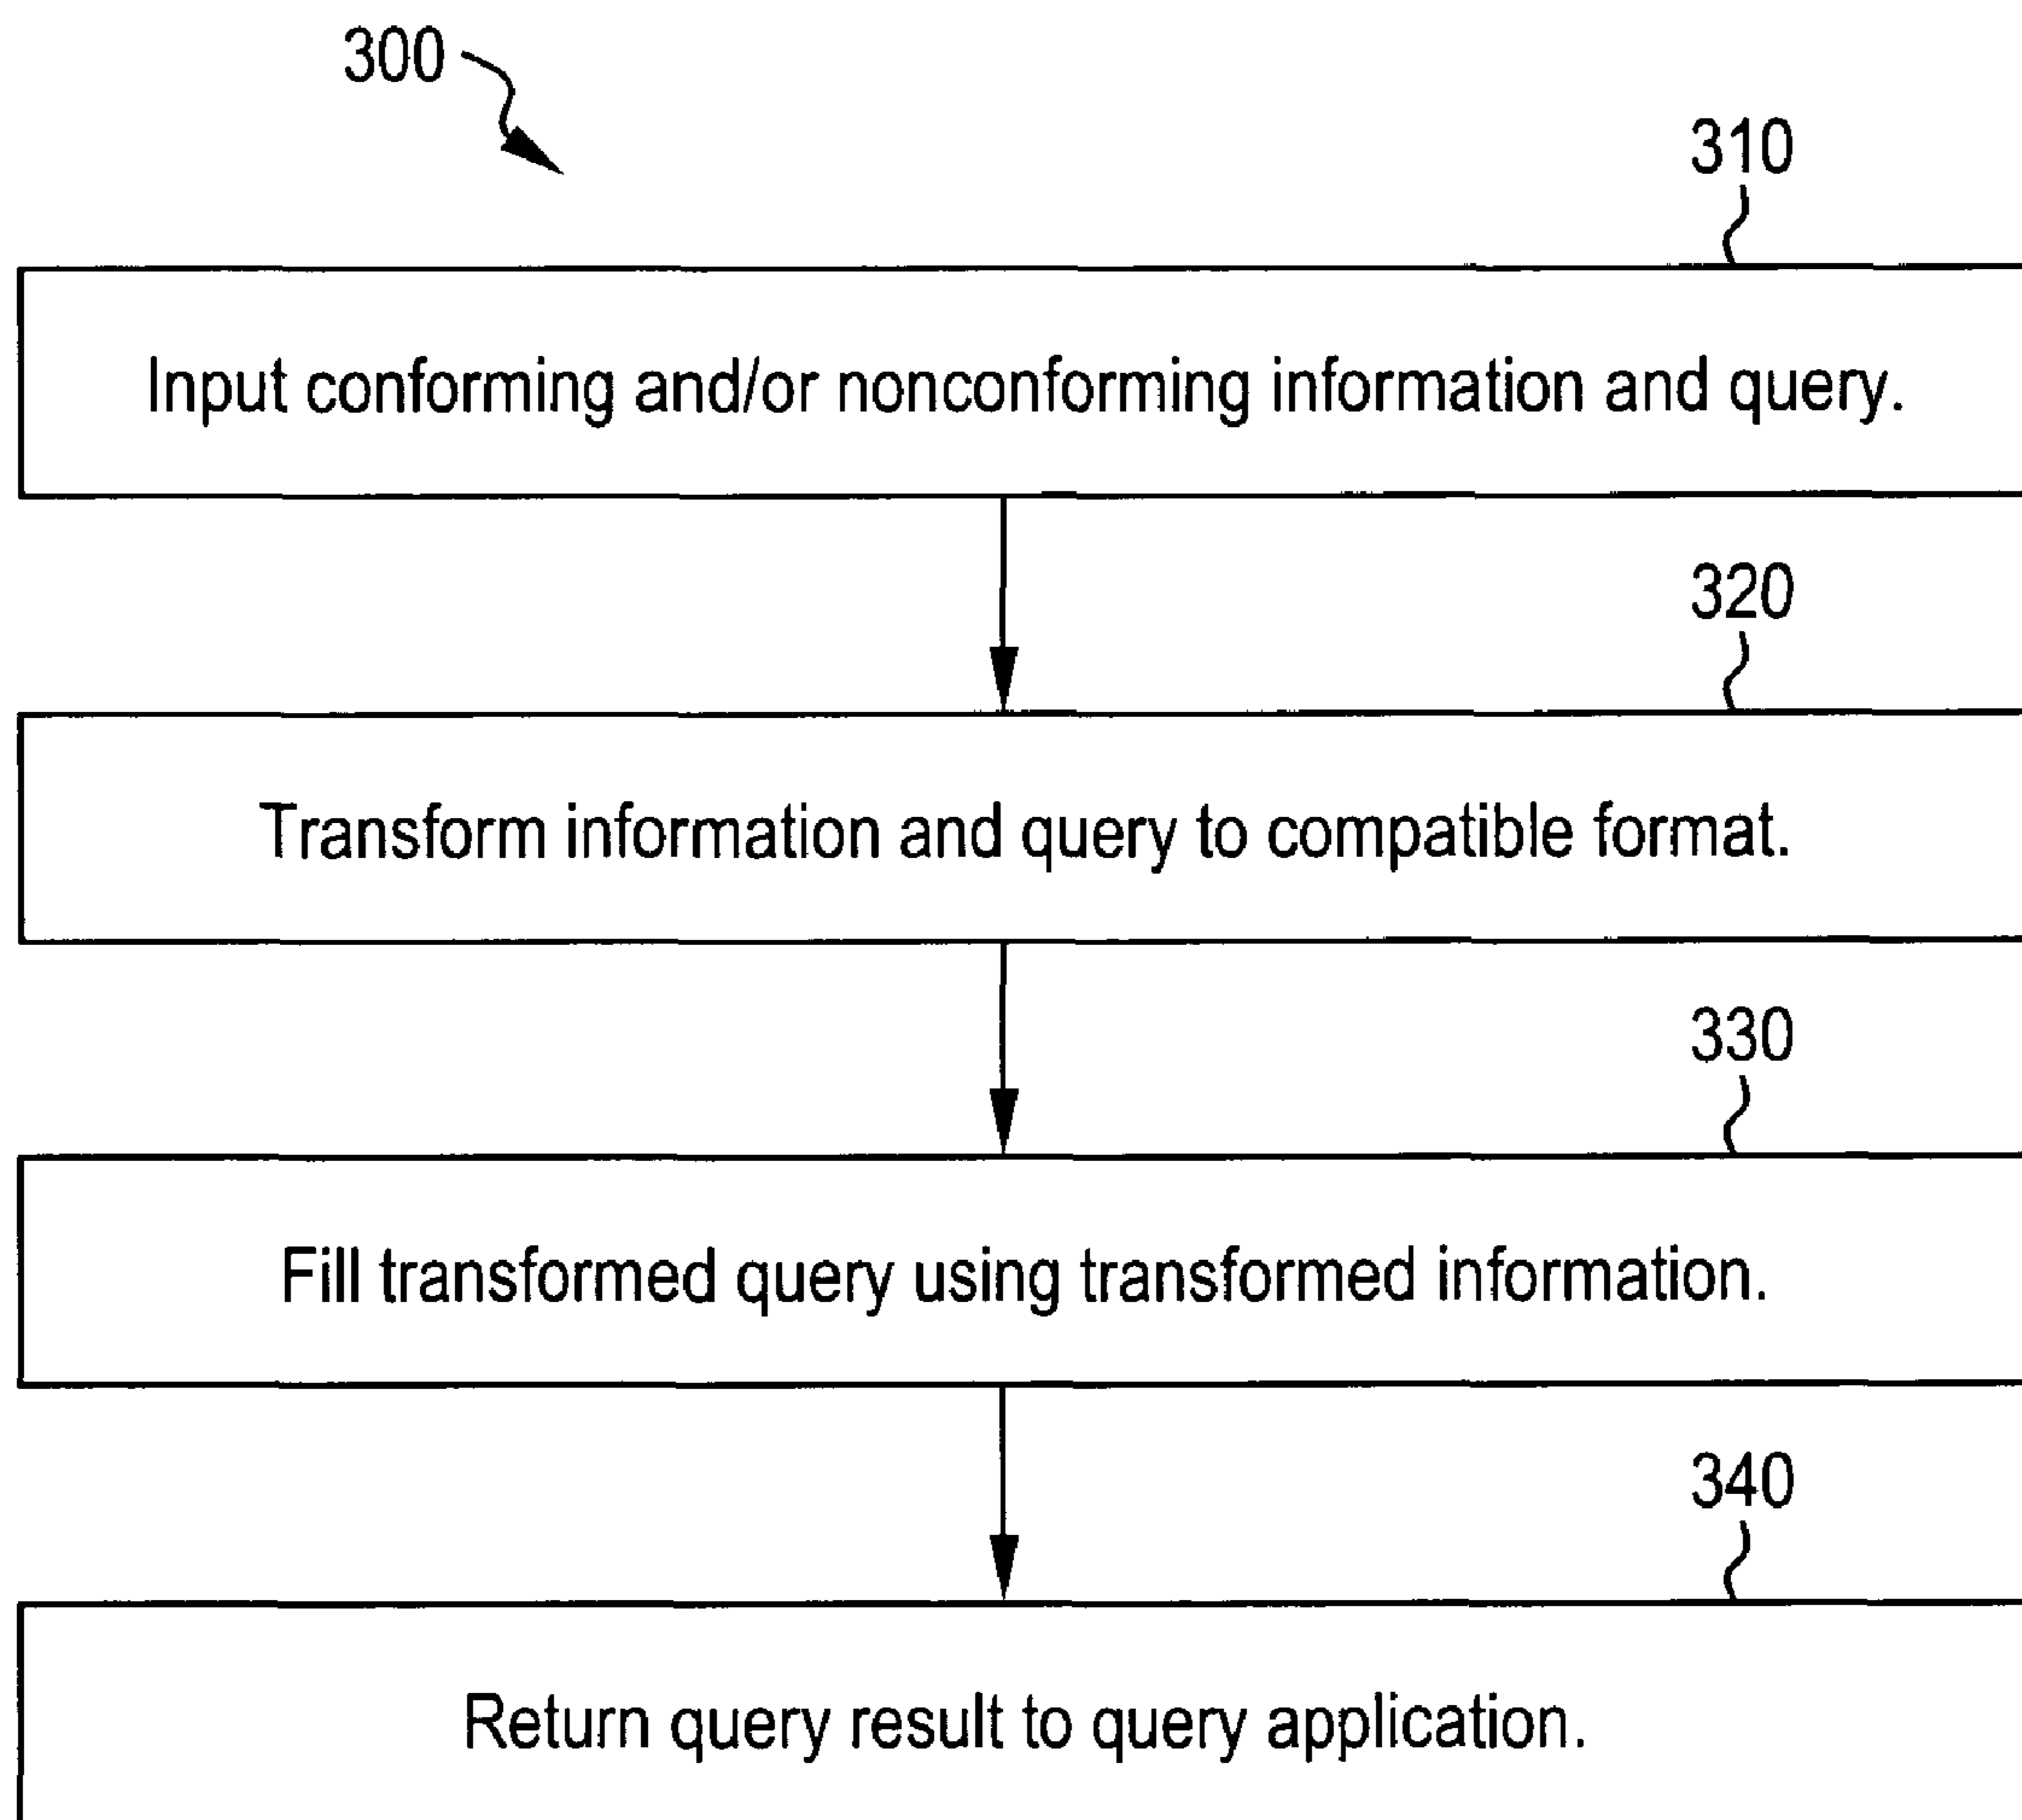 300
310
Input conforming and/or nonconforming information and query.
320
Transform information and query to compatible format.
330
Fill transformed query using transformed information.
340
Return query result to query application.